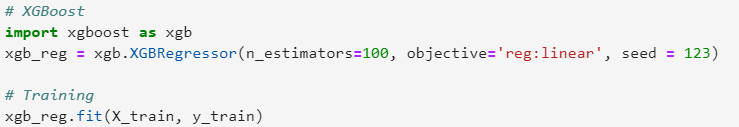 # XGBoost
import xgboost as xgb
xgb_reg = xgb.XGBRegressor(n_estimators=100, objective='reg:linear', seed = 123)
# Training
xgb_reg.fit(X_train, y_train)